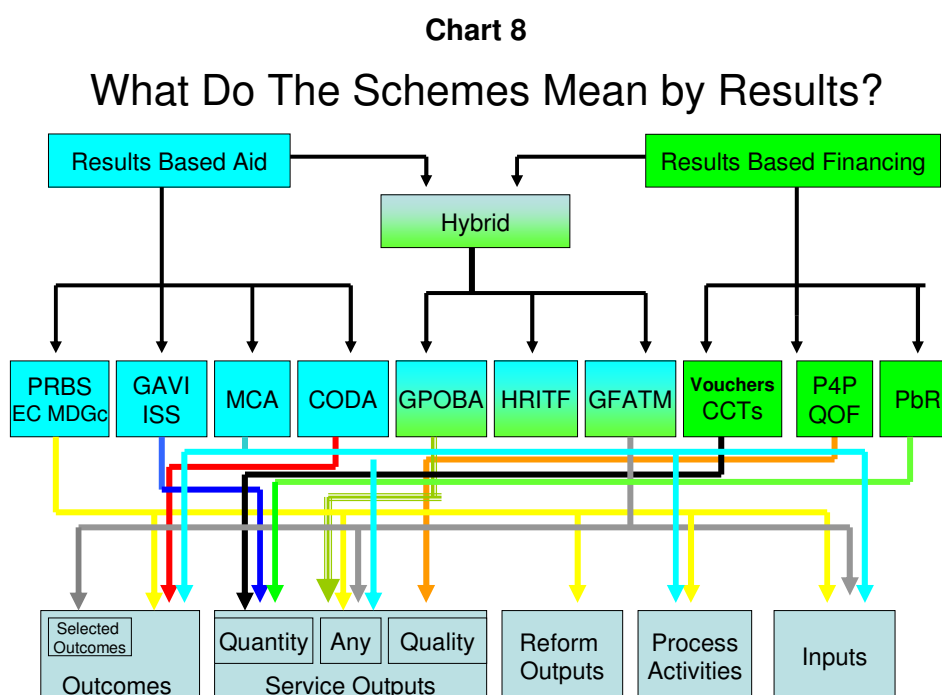 Chart 8
What Do The Schemes Mean by Results?
Results Based Aid
Results Based Financing
Hybrid
PRBS
EC MDGc
GAVI
ISS
MCA
CODA
GPOBA
HRITF
GFATM
Vouchers
CCTs
P4P
QOF
PbR
Selected
Outcomes
Outcomes
Quantity
Any
Quality
Service Outputs
Reform
Outputs
Process
Activities
Inputs